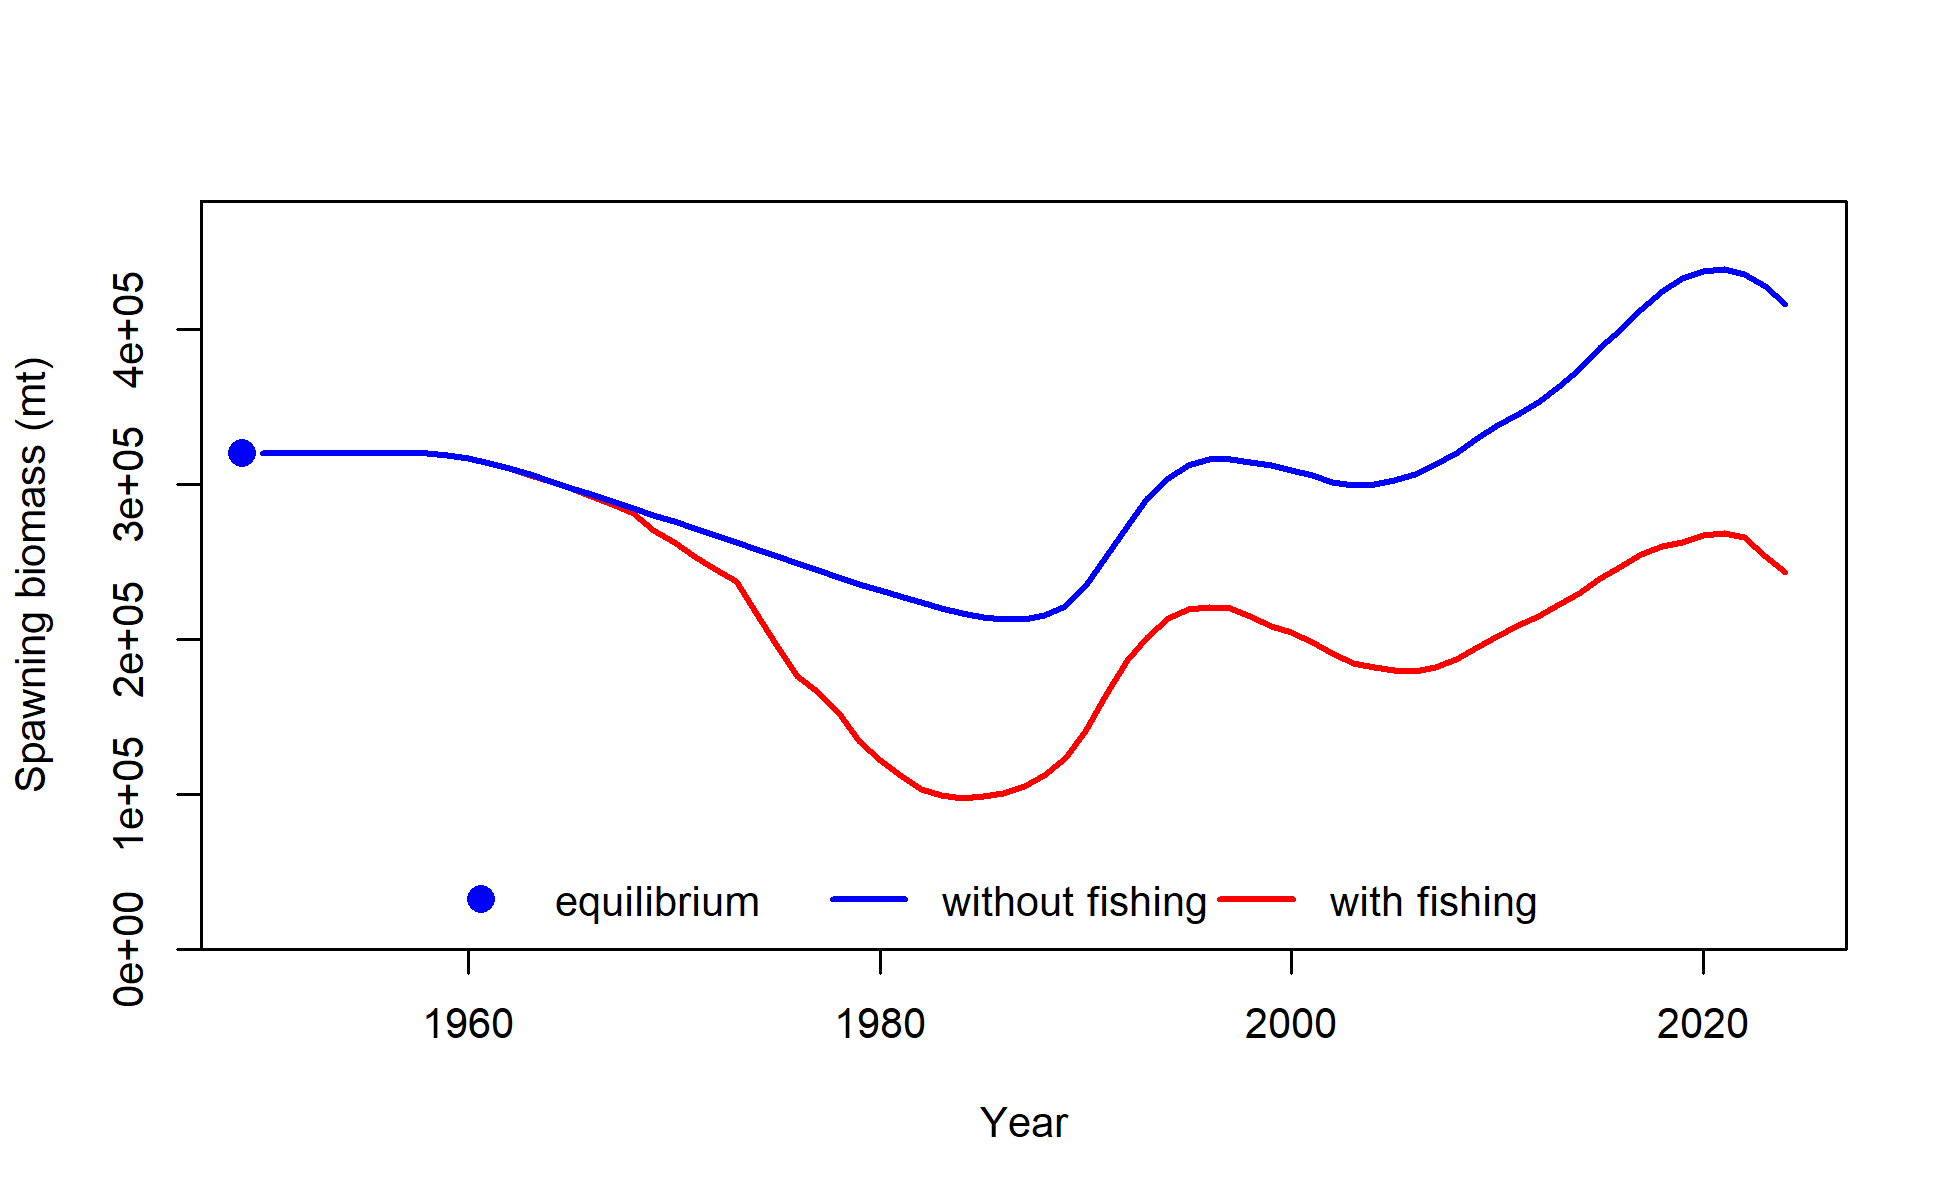 Spawning biomass (mt)
4e+05
3e+05
2e+05
1e+05
0e+00
equilibrium without fishing with fishing
1960 1980 2000 2020
Year